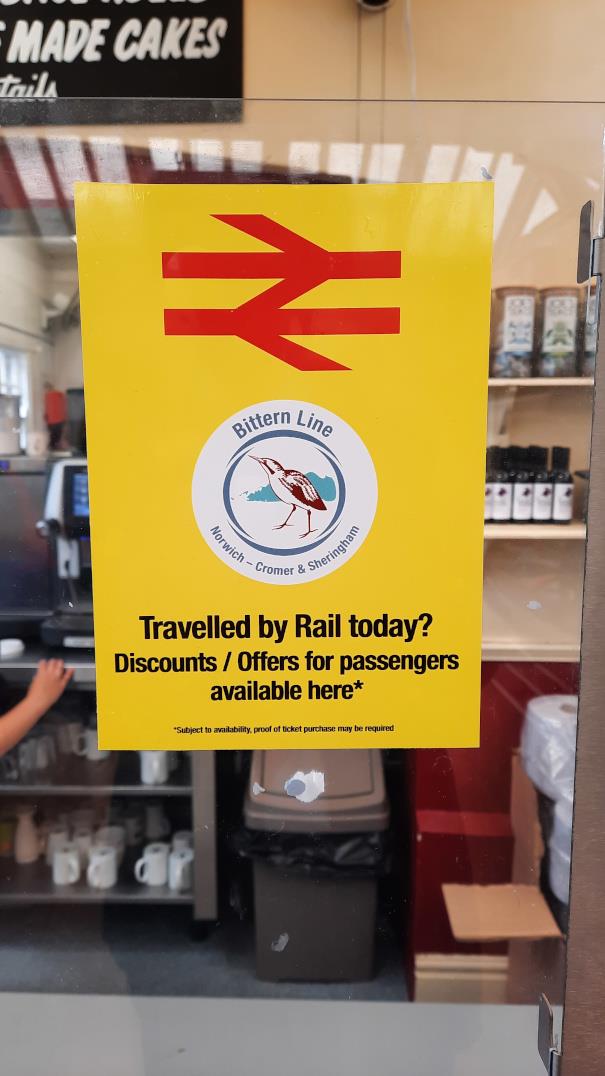 MADE CAKES
Bittern Line
Norwich – Cromer & Sheringham
Travelled by Rail today?
Discounts / Offers for passengers
available here*
*Subject to availability, proof of ticket purchase may be required